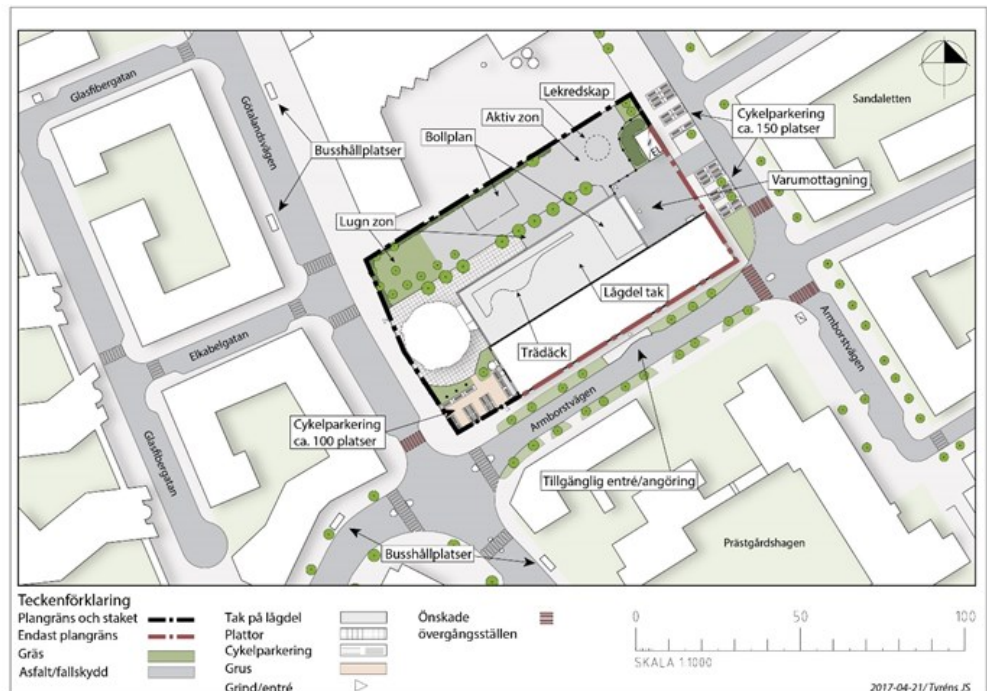 Glasfibergatan
Götalandsvägen
Busshållplatser
Lekredskap
Aktiv zon
Bollplan
Lugn zon
Sandaletten
Cykelparkering
ca. 150 platser
EL
Varumottagning
Lågdel tak
Trädäck
Elkabelgatan
Glasfibergatan
Cykelparkering
ca. 100 platser
Armborstvägen
Armborstvägen
Tillgänglig entré/angöring
Prästgårdshagen
Busshållplatser
Teckenförklaring
Plangräns och staket
Endast plangräns
Gräs
Asfalt/fallskydd
Tak på lågdel
Plattor
Cykelparkering
Grus
Grind/entré
Önskade
övergångsställen
0 50 100
SKALA 1:1000
2017-04-21/Tyréns JS